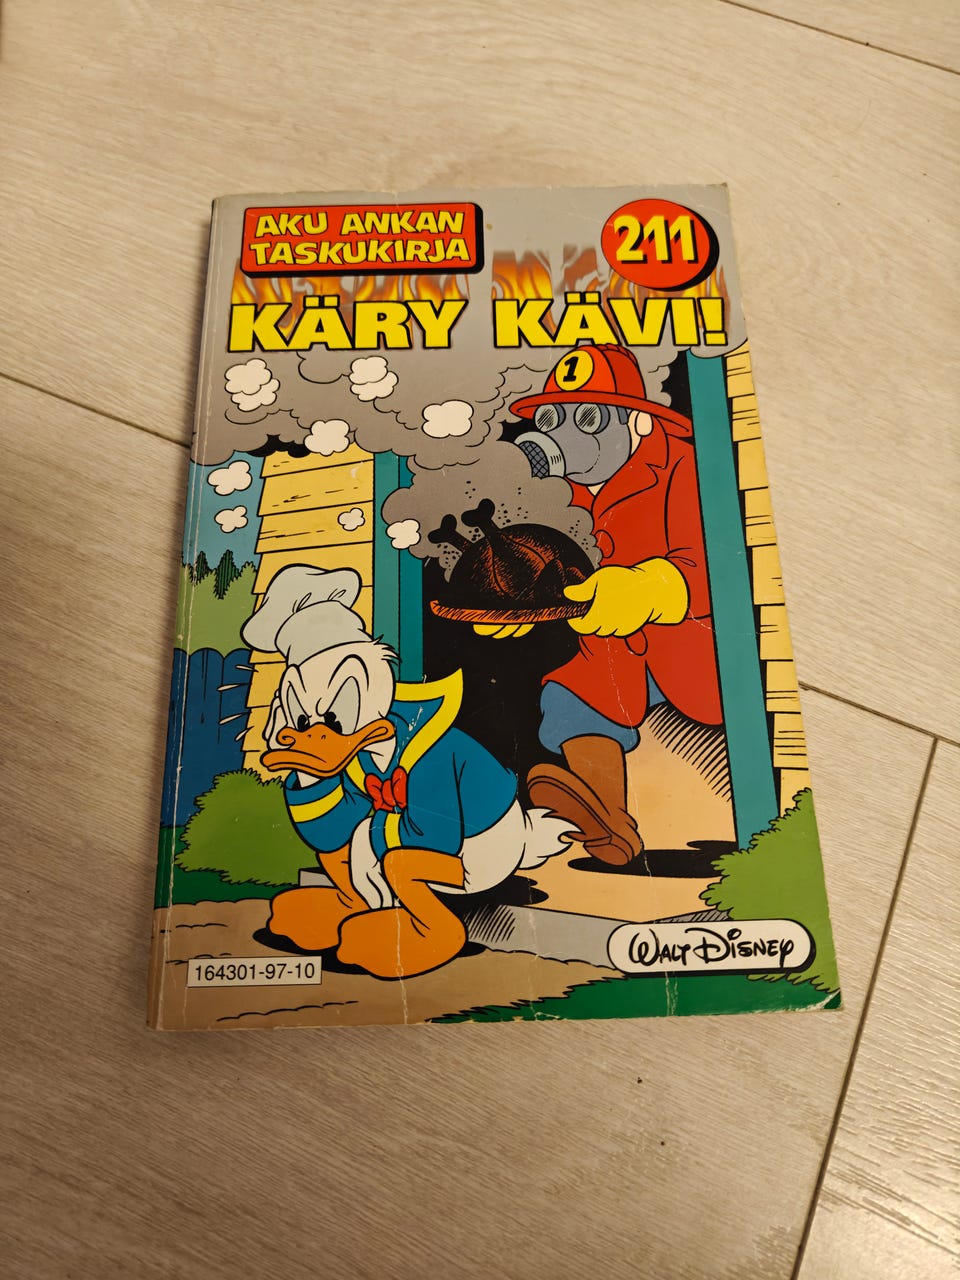 AKU ANKAN
TASKUKIRJA
211
KÄRY KÄVI!
1
WALT DISNEY
164301-97-10